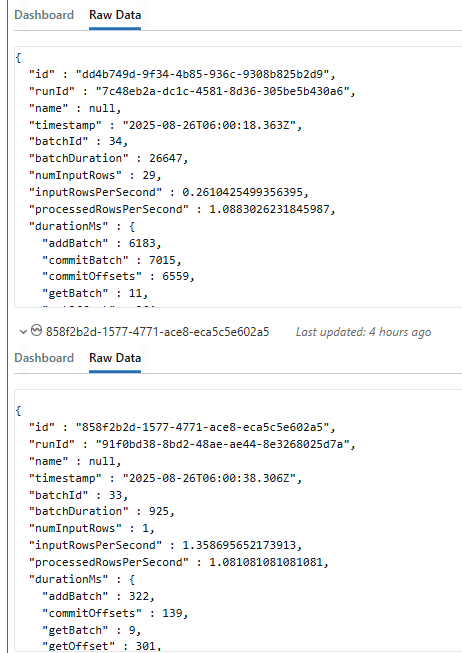 Dashboard Raw Data
{
"id" : "dd4b749d-9f34-4b85-936c-9308b825b2d9",
"runId" : "7c48eb2a-dc1c-4581-8d36-305be5b430a6",
"name" : null,
"timestamp" : "2025-08-26T06:00:18.363Z",
"batchId" : 34,
"batchDuration" : 26647,
"numInputRows" : 29,
"inputRowsPerSecond" : 0.2610425499356395,
"processedRowsPerSecond" : 1.0883026231845987,
"durationMs" : {
"addBatch" : 6183,
"commitBatch" : 7015,
"commitOffsets" : 6559,
"getBatch" : 11,
858f2b2d-1577-4771-ace8-eca5c5e602a5 Last updated: 4 hours ago
Dashboard Raw Data
{
"id" : "858f2b2d-1577-4771-ace8-eca5c5e602a5",
"runId" : "91f0bd38-8bd2-48ae-ae44-8e3268025d7a",
"name" : null,
"timestamp" : "2025-08-26T06:00:38.306Z",
"batchId" : 33,
"batchDuration" : 925,
"numInputRows" : 1,
"inputRowsPerSecond" : 1.358695652173913,
"processedRowsPerSecond" : 1.081081081081081,
"durationMs" : {
"addBatch" : 322,
"commitOffsets" : 139,
"getBatch" : 9,
"getOffset" : 301,